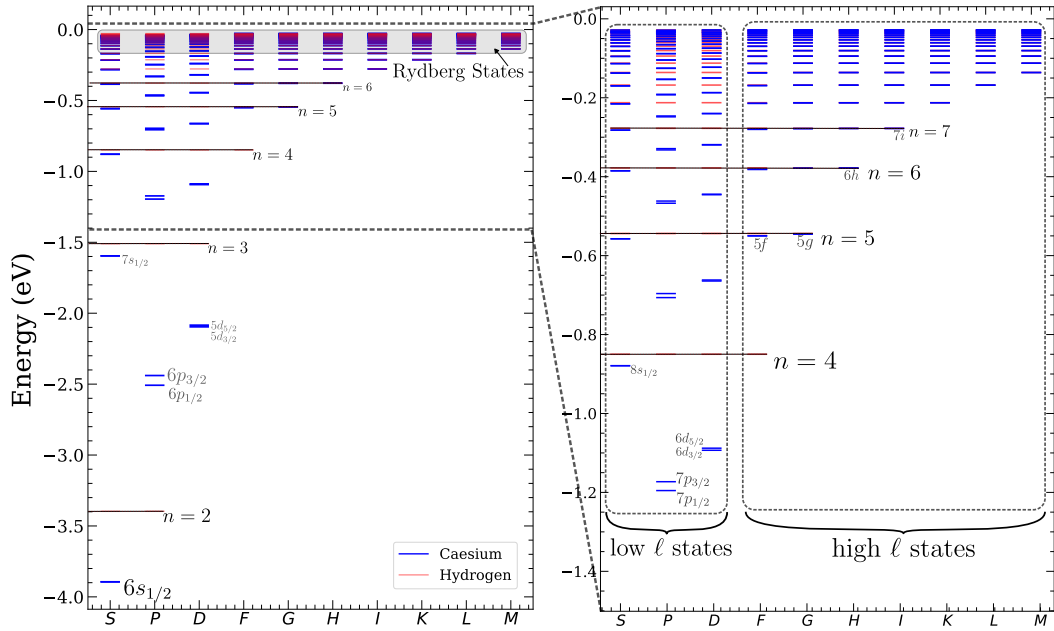 Energy (eV)
0.0
−0.5
−1.0
−1.5
−2.0
−2.5
−3.0
−3.5
−4.0
Rydberg States
n = 6
n = 5
n = 4
n = 3
7s1/2
5d5/2
5d3/2
6p3/2
6p1/2
n = 2
6s1/2
Caesium
Hydrogen
S P D F G H I K L M
Energy (eV)
−0.0
−0.2
−0.4
−0.6
−0.8
−1.0
−1.2
−1.4
7i n = 7
6h n = 6
5f 5g n = 5
n = 4
8s1/2
6d5/2
6d3/2
7p3/2
7p1/2
low ℓ states
high ℓ states
S P D F G H I K L M